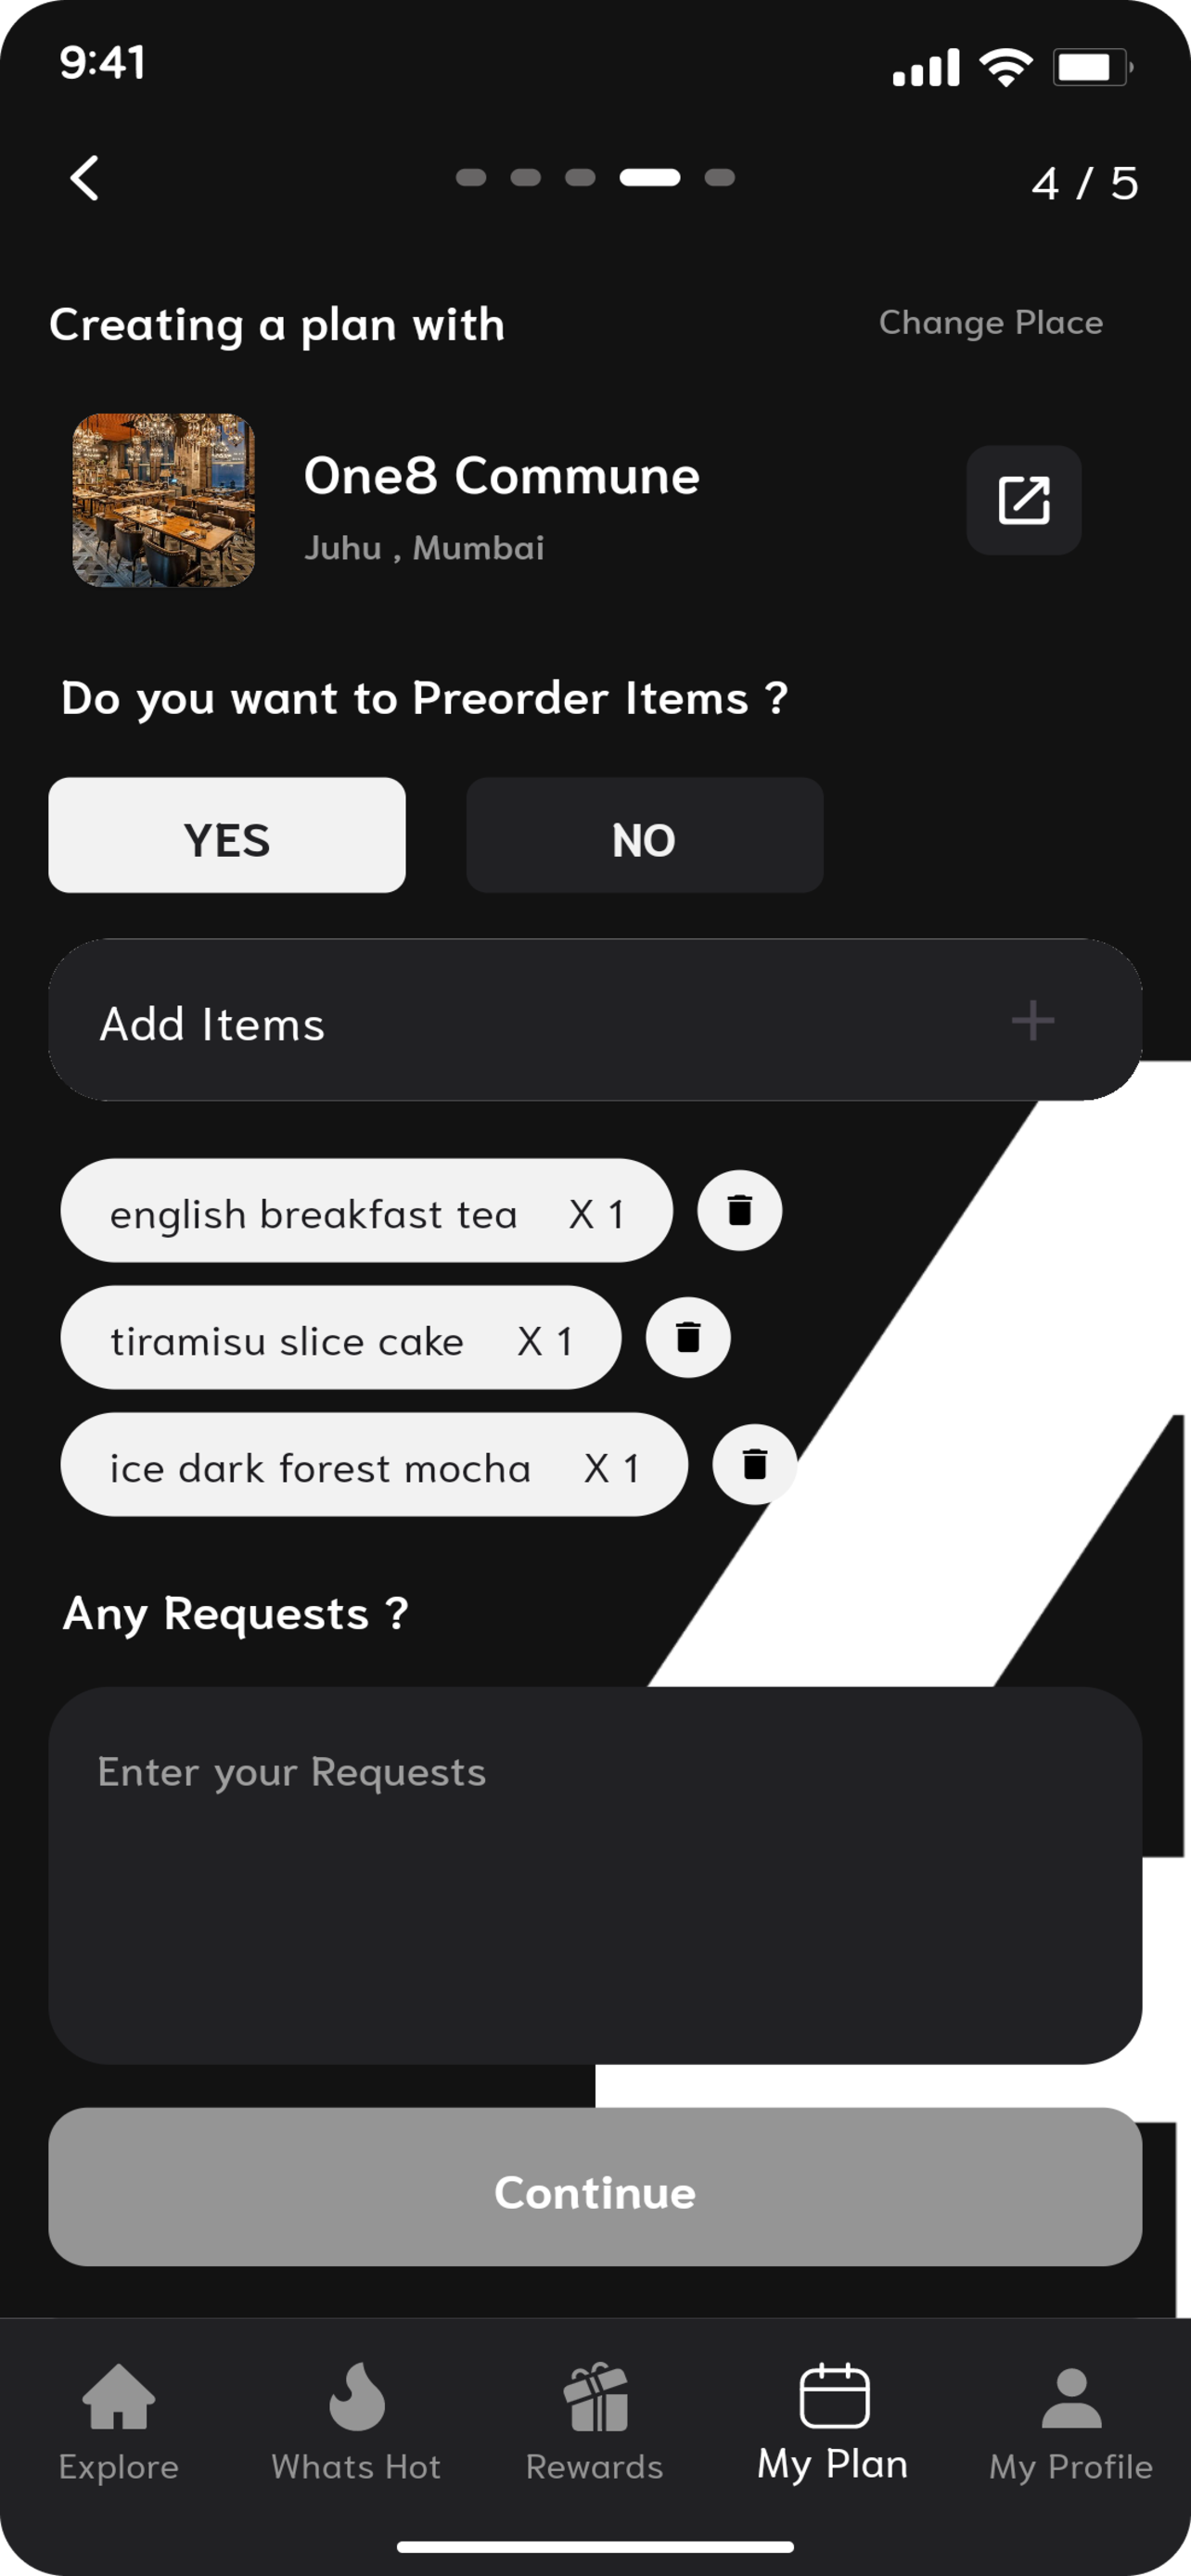 9:41
4 / 5
Creating a plan with
Change Place
One8 Commune
Juhu , Mumbai
Do you want to Preorder Items ?
YES
NO
Add Items
english breakfast tea X 1
tiramisu slice cake X 1
ice dark forest mocha X 1
Any Requests ?
Enter your Requests
Continue
Explore
Whats Hot
Rewards
My Plan
My Profile